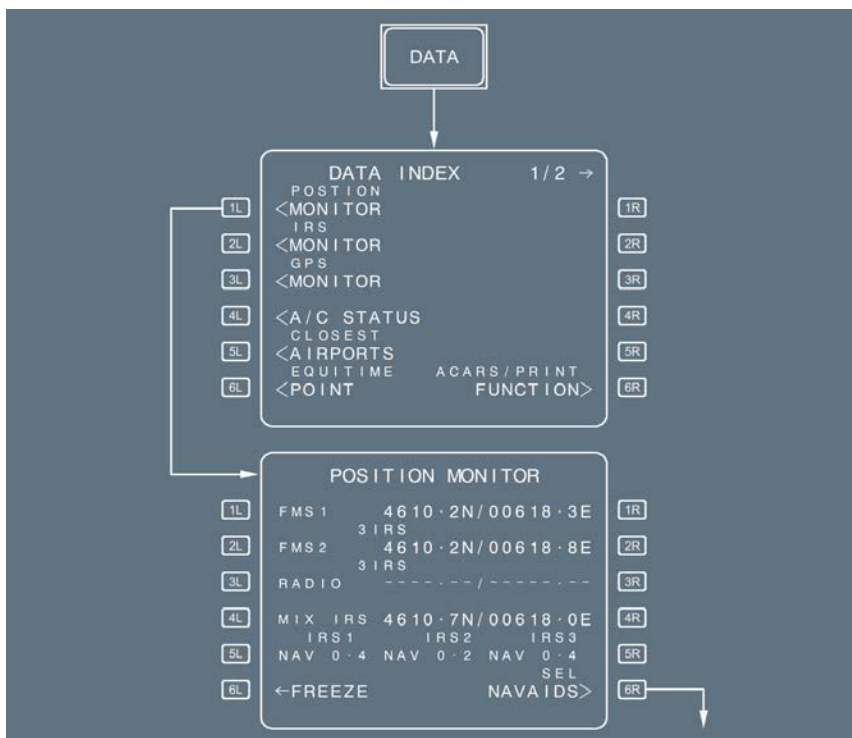 DATA
DATA INDEX 1/2 →
POSTION
1L <MONITOR 1R
IRS
2L <MONITOR 2R
GPS
3L <MONITOR 3R
4L <A/C STATUS 4R
CLOSEST
5L <AIRPORTS 5R
EQUITIME ACARS/PRINT
6L <POINT FUNCTION> 6R
POSITION MONITOR
1L FMS1 4610.2N/00618.3E 1R
3IRS
2L FMS2 4610.2N/00618.8E 2R
3IRS
3L RADIO ----.--/-----.-- 3R
4L MIX IRS 4610.7N/00618.0E 4R
IRS1 IRS2 IRS3
5L NAV 0.4 NAV 0.2 NAV 0.4 5R
SEL
6L ←FREEZE NAVAIDS> 6R